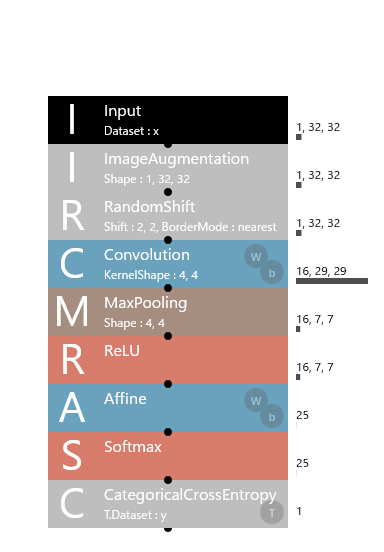 I
Input
Dataset : x
1, 32, 32
I
ImageAugmentation
Shape : 1, 32, 32
1, 32, 32
R
RandomShift
Shift : 2, 2, BorderMode : nearest
1, 32, 32
C
Convolution
KernelShape : 4, 4
W
b
16, 29, 29
M
MaxPooling
Shape : 4, 4
16, 7, 7
R
ReLU
16, 7, 7
A
Affine
W
b
25
S
Softmax
25
C
CategoricalCrossEntropy
T.Dataset : y
T
1